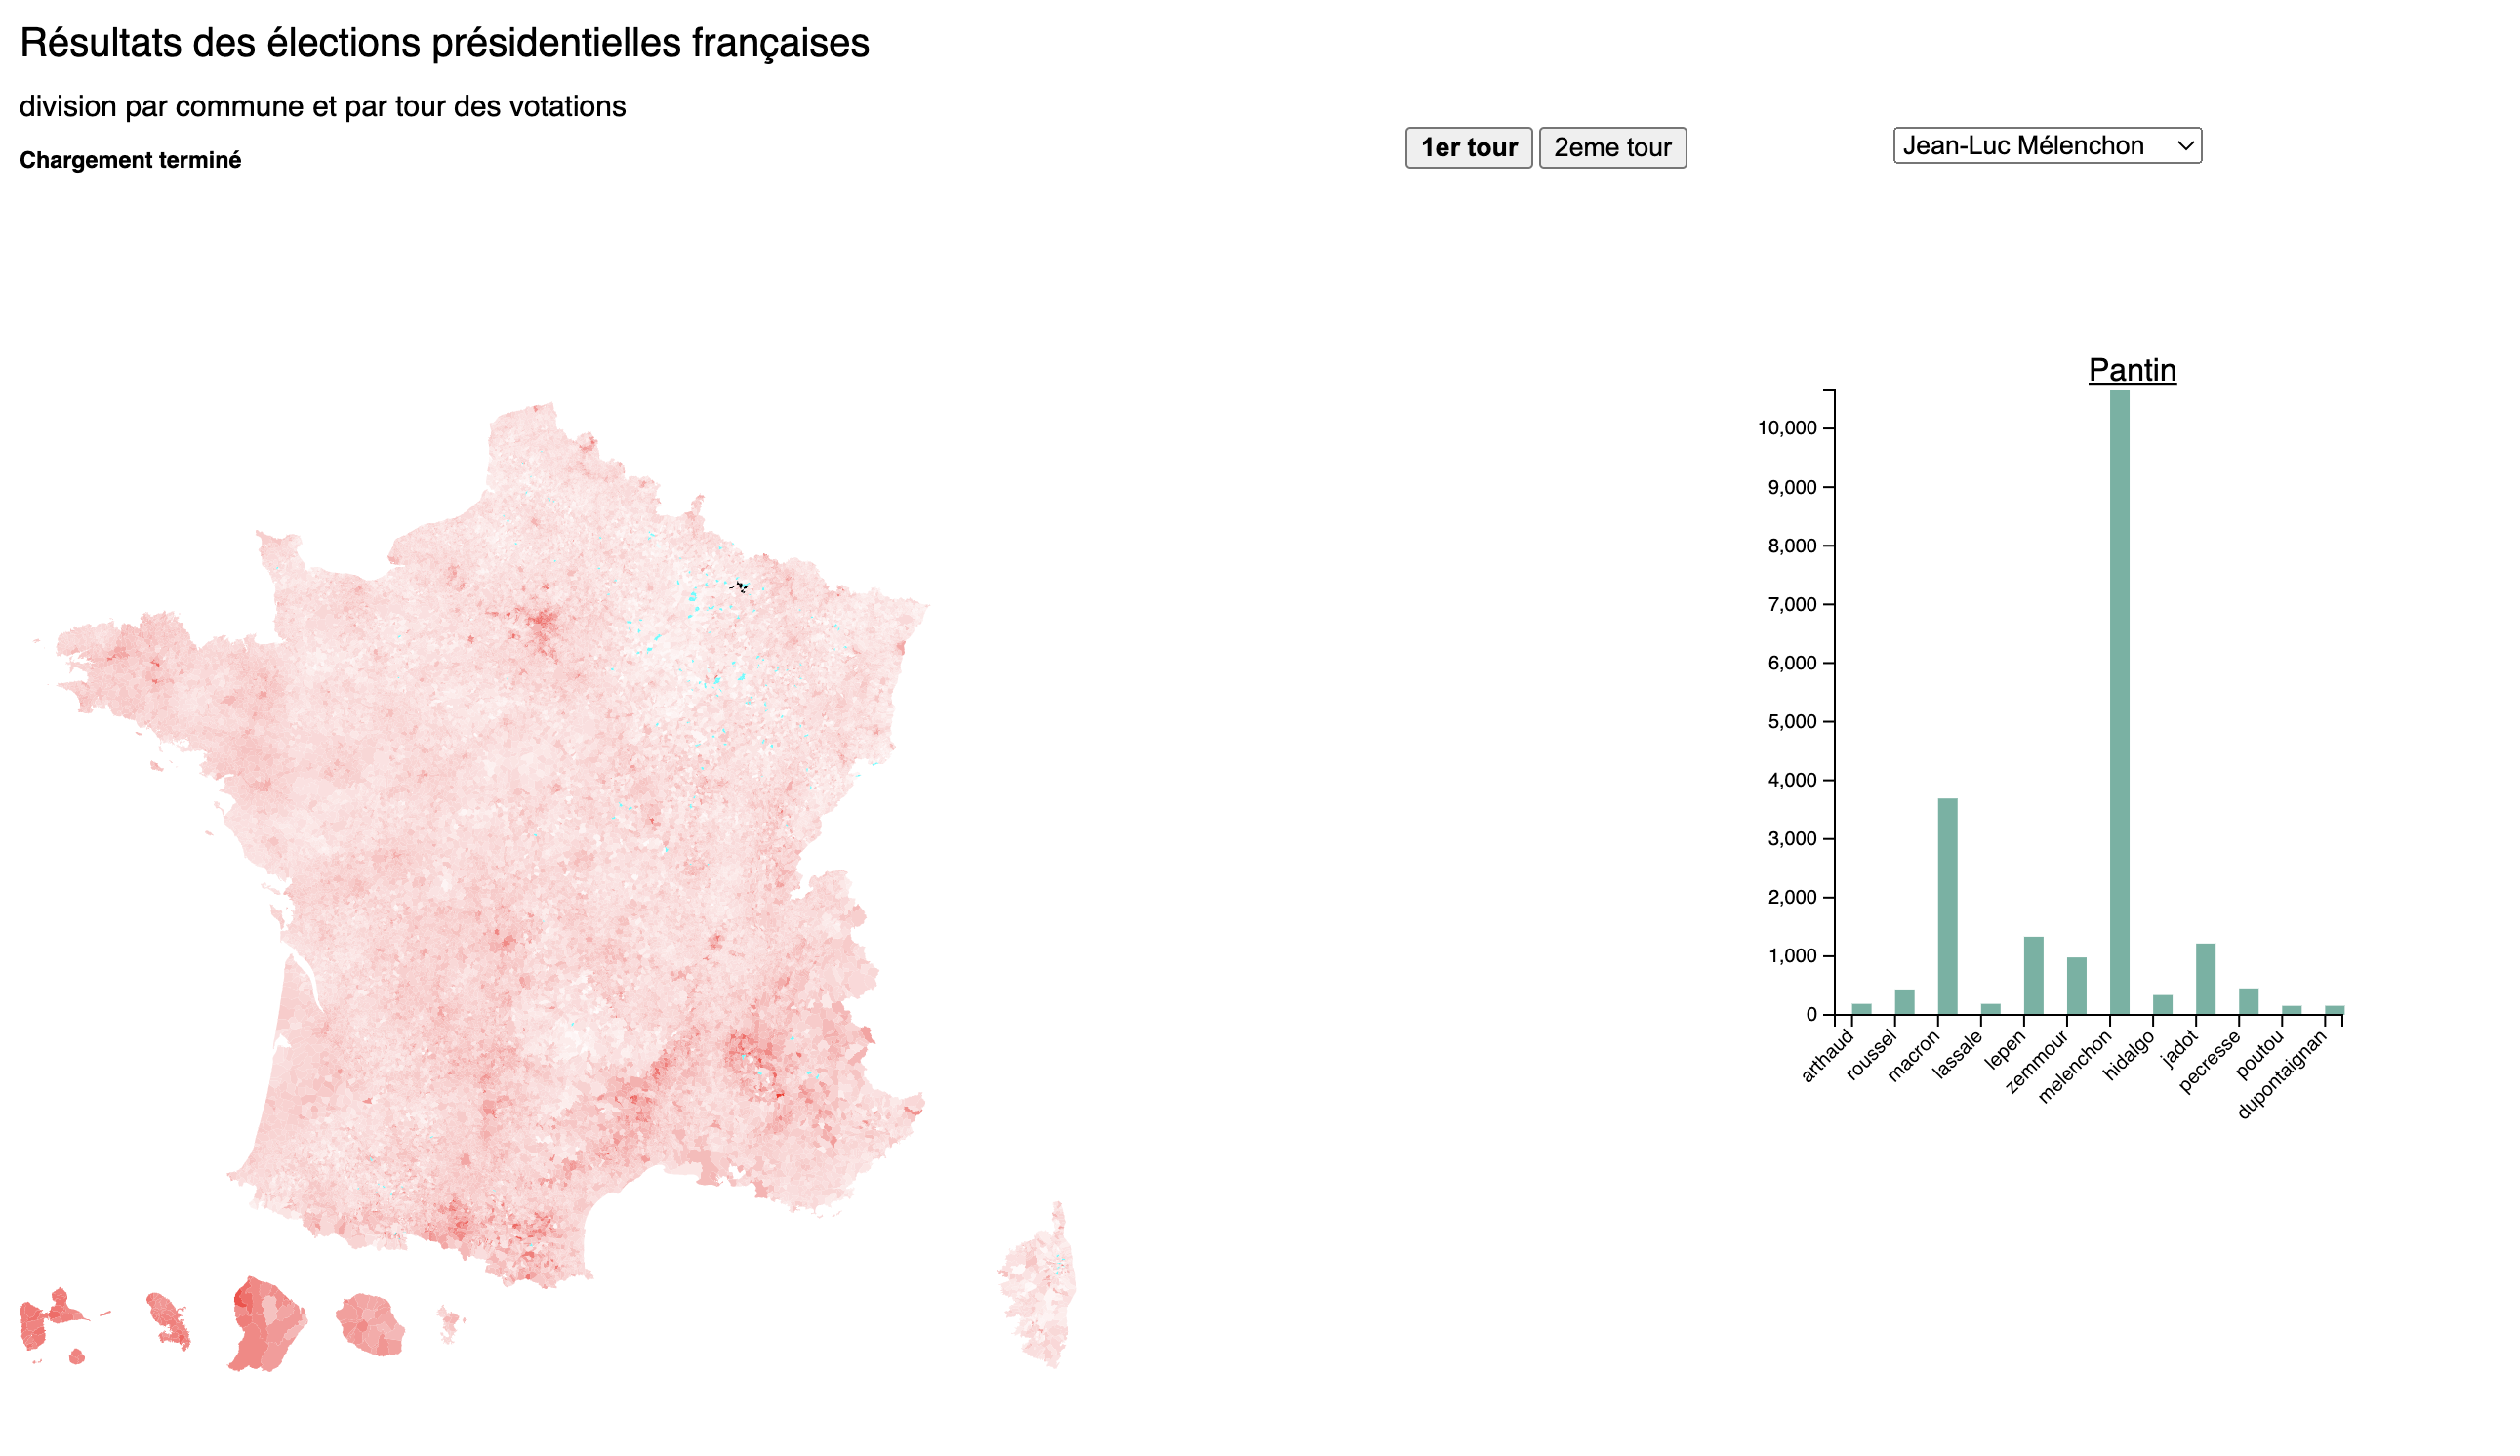 Résultats des élections présidentielles françaises
division par commune et par tour des votations
Chargement terminé
1er tour
2eme tour
Jean-Luc Mélenchon
Pantin
10,000
9,000
8,000
7,000
6,000
5,000
4,000
3,000
2,000
1,000
0
arthaud
roussel
macron
lassale
lepen
zemmour
melenchon
hidalgo
jadot
pecresse
poutou
dupontaignan